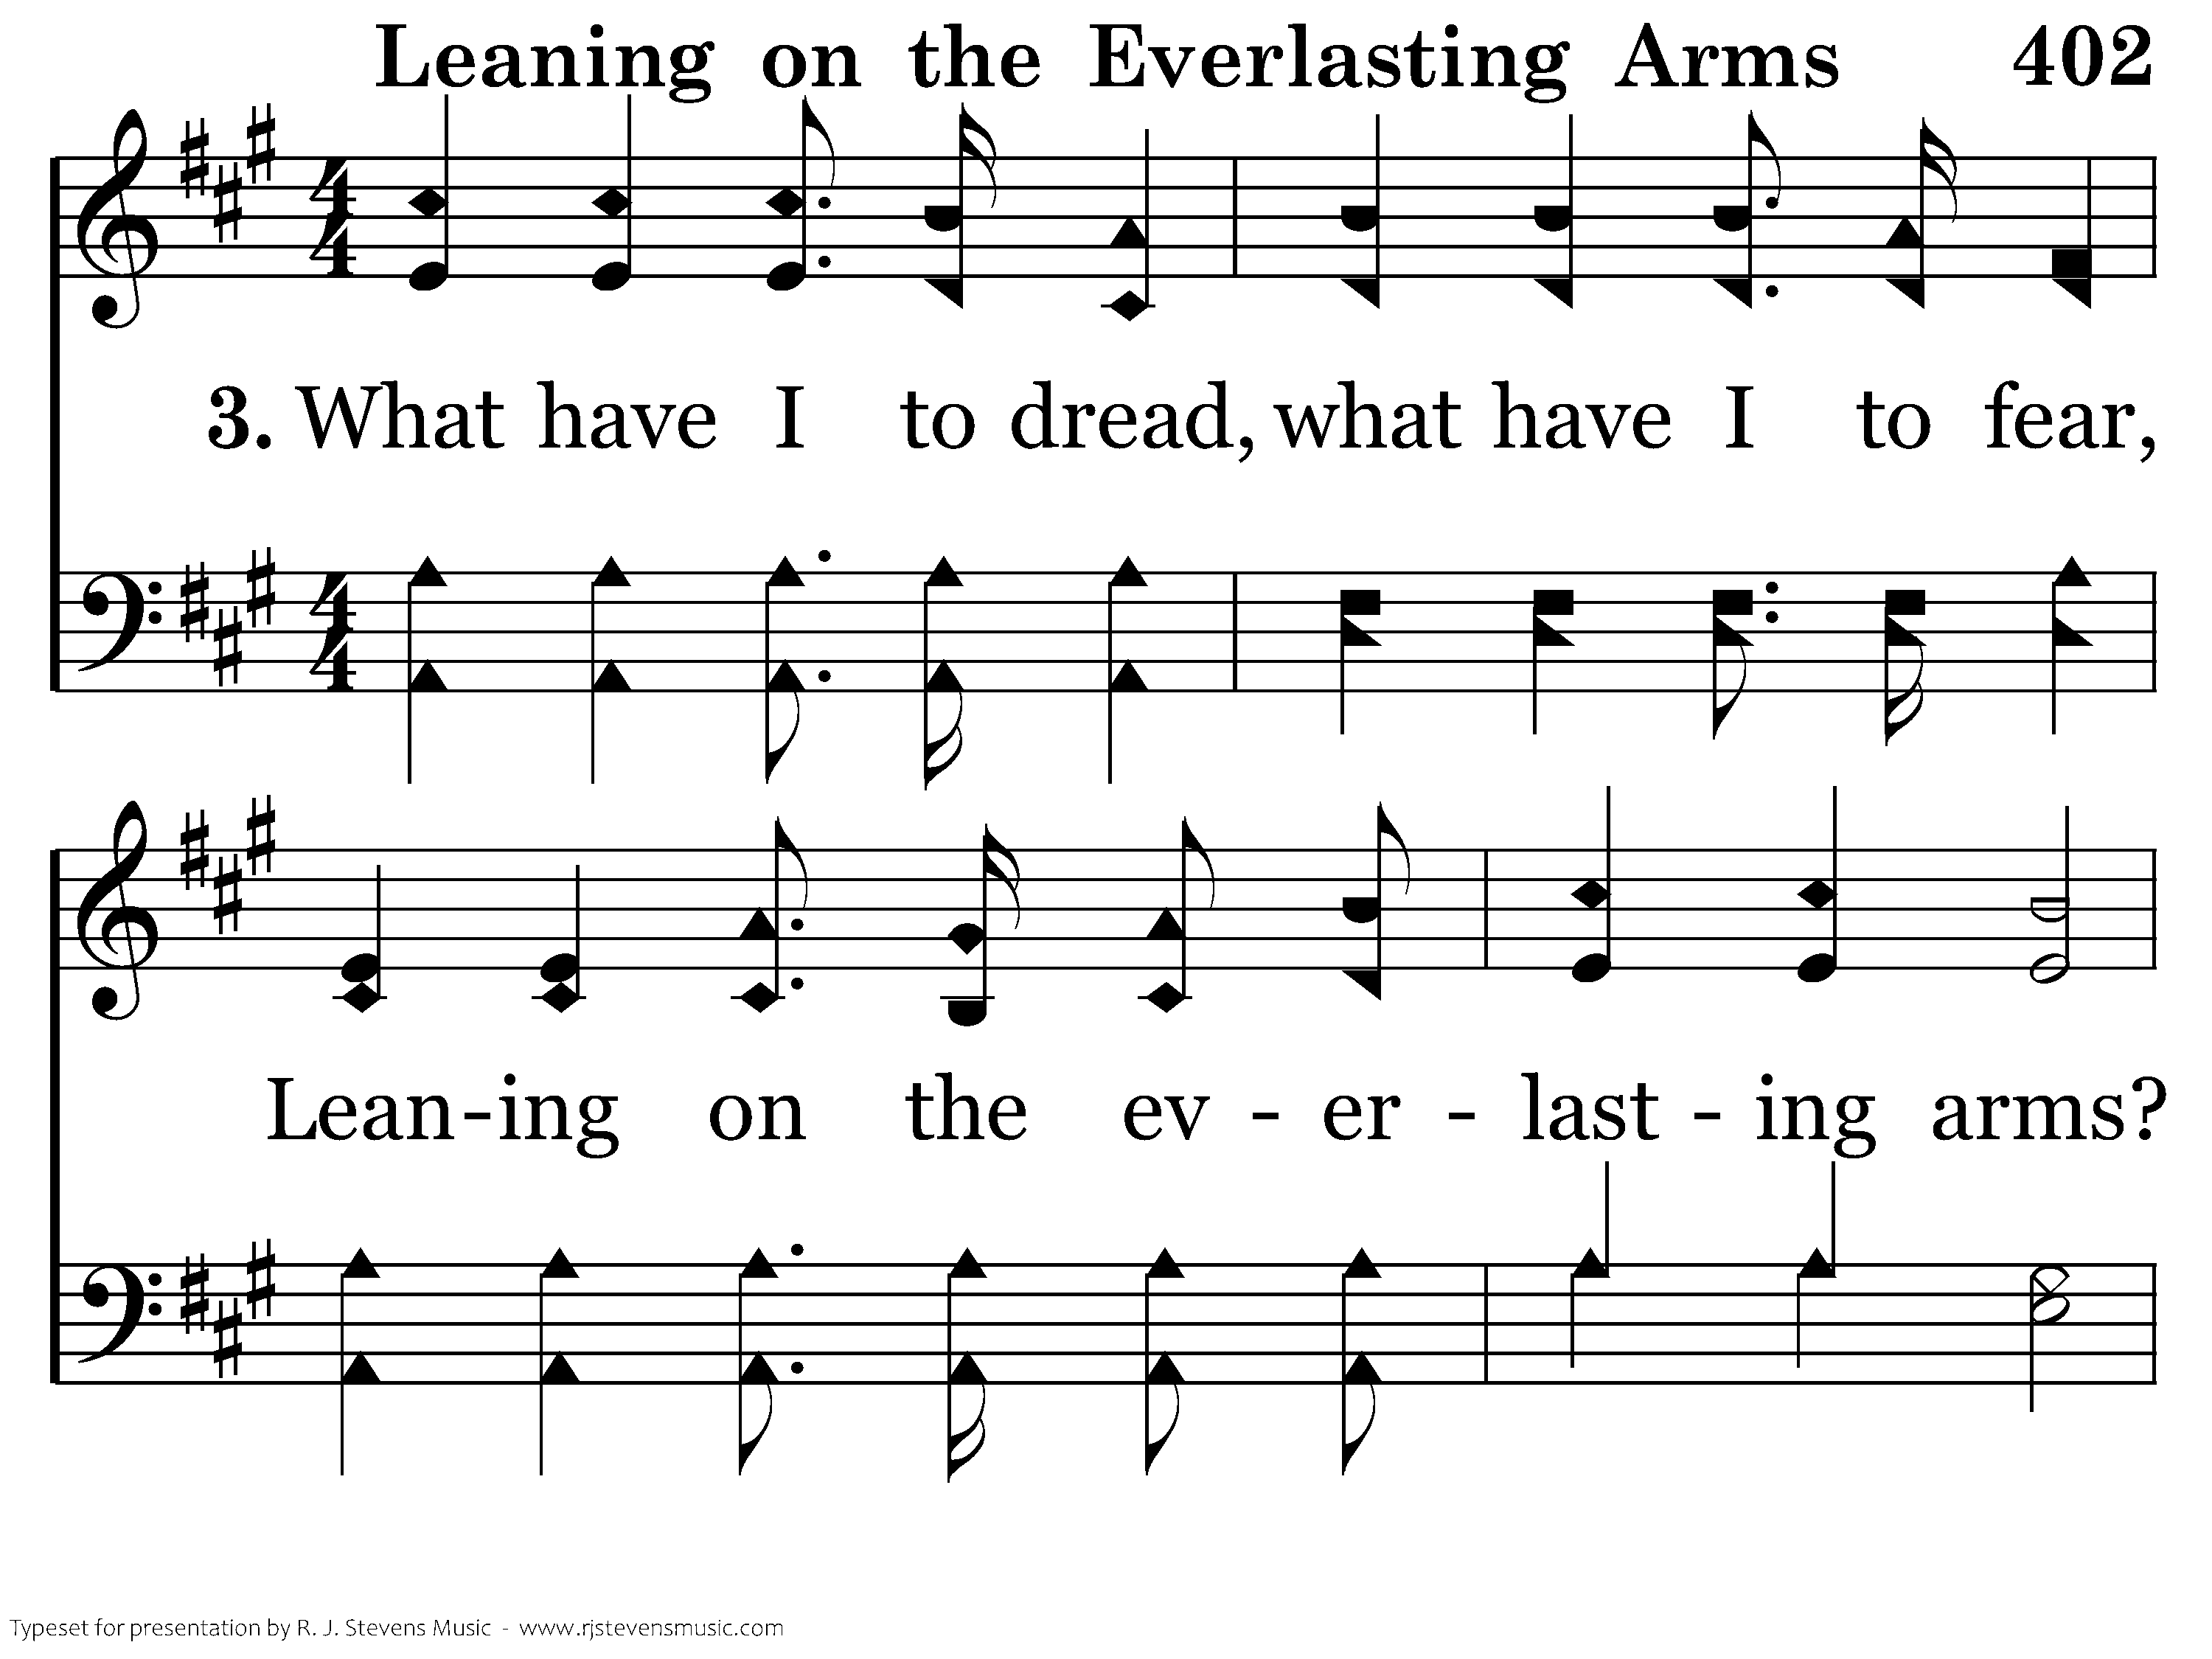 Leaning on the Everlasting Arms 402
3. What have I to dread, what have I to fear,
Lean-ing on the ev - er - last - ing arms?
Typeset for presentation by R. J. Stevens Music - www.rjstevensmusic.com